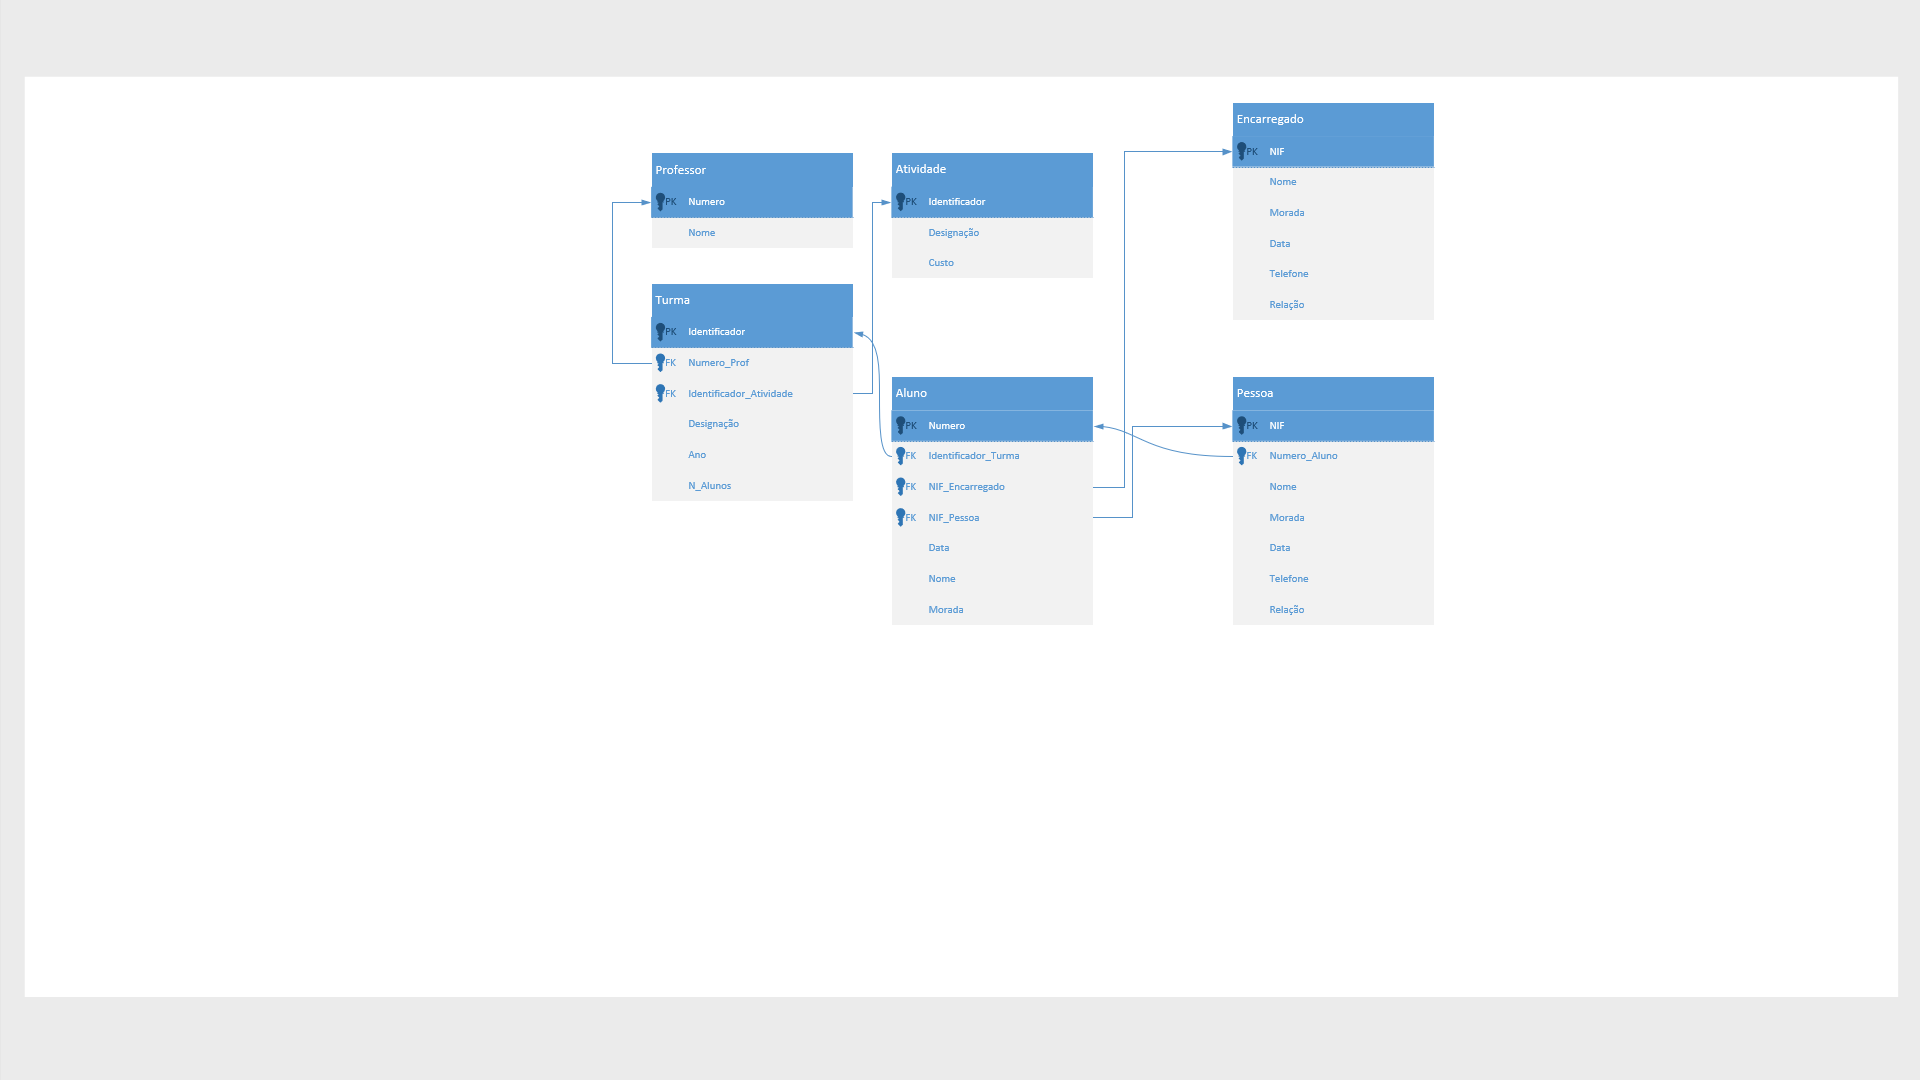 Professor
PK Numero
Nome
Turma
PK Identificador
FK Numero_Prof
FK Identificador_Atividade
Designação
Ano
N_Alunos
Atividade
PK Identificador
Designação
Custo
Aluno
PK Numero
FK Identificador_Turma
FK NIF_Encarregado
FK NIF_Pessoa
Data
Nome
Morada
Encarregado
PK NIF
Nome
Morada
Data
Telefone
Relação
Pessoa
PK NIF
FK Numero_Aluno
Nome
Morada
Data
Telefone
Relação